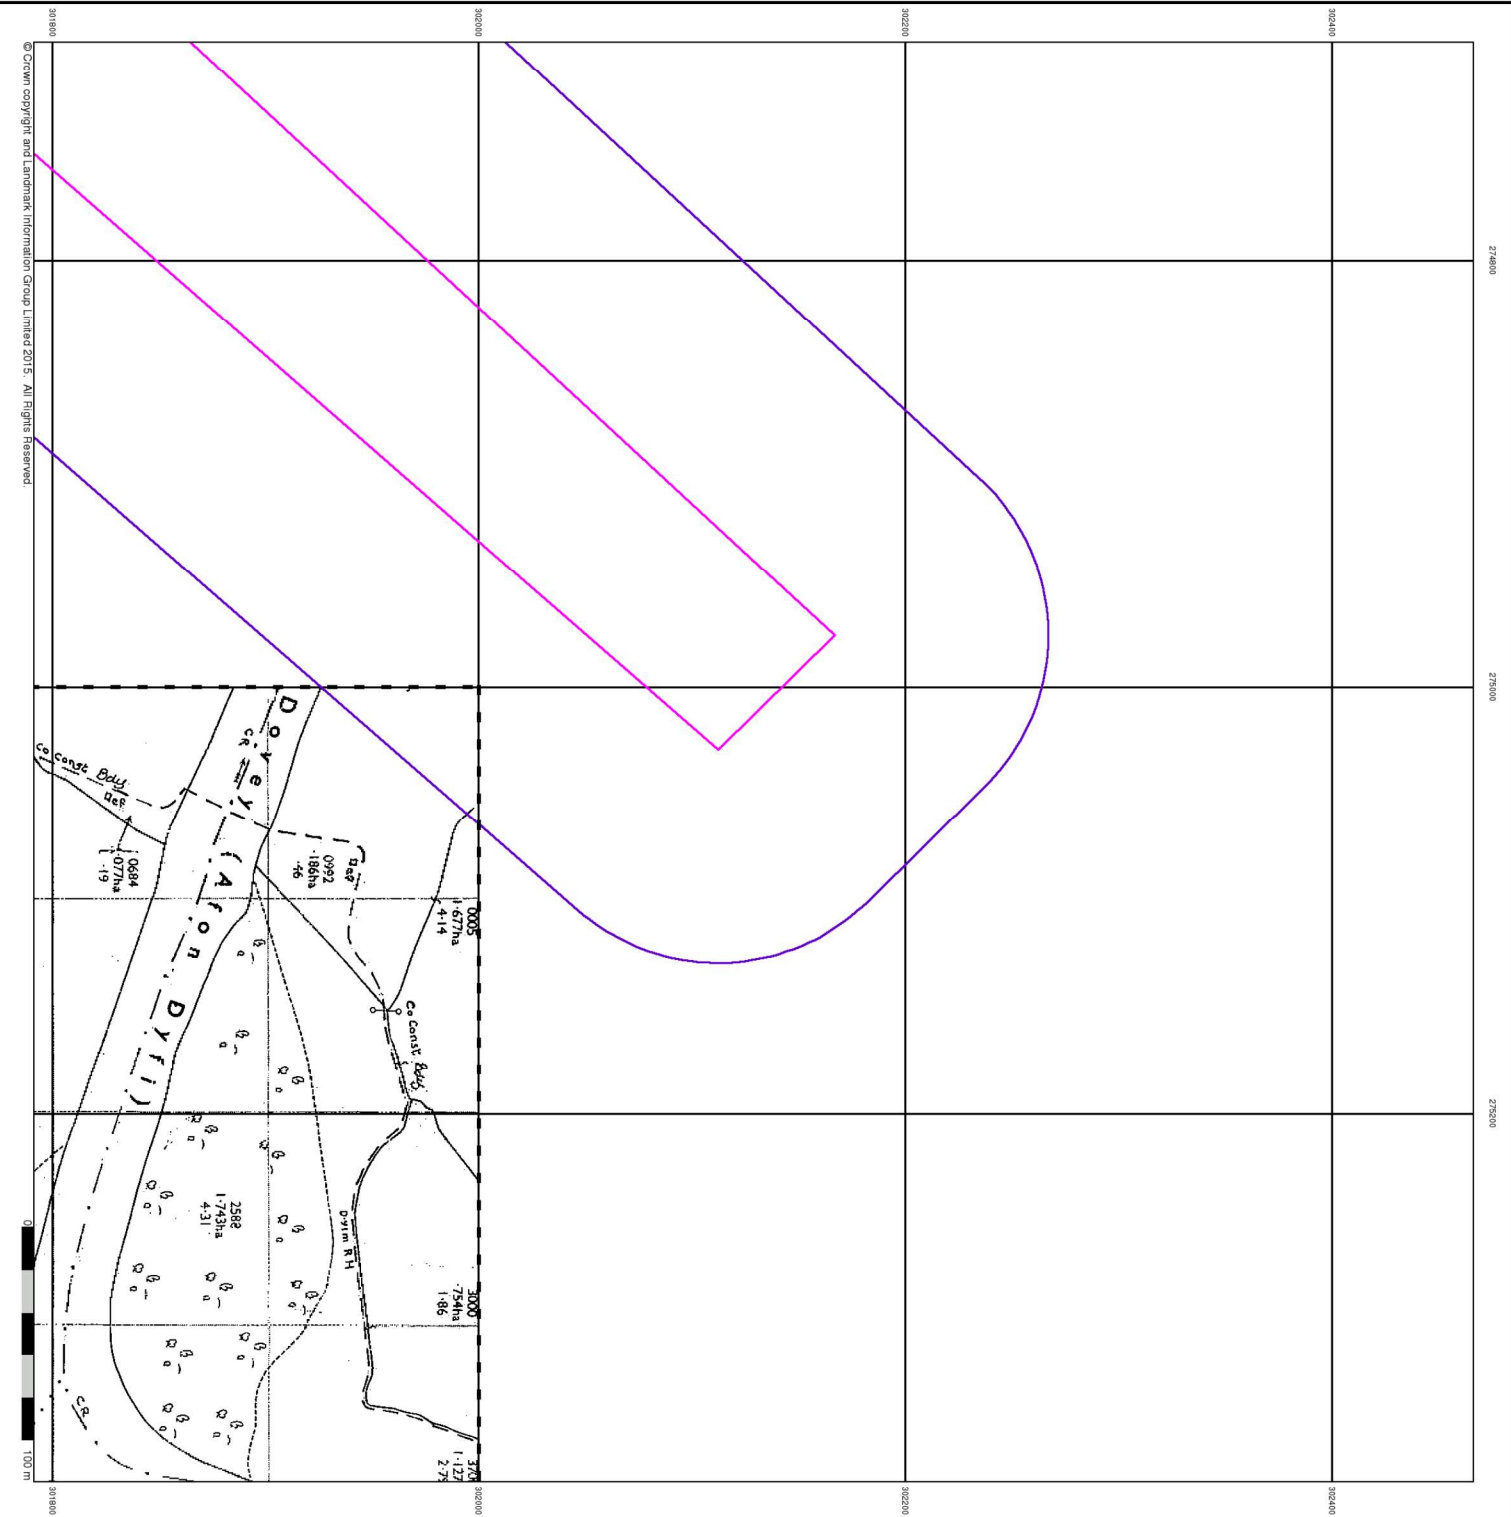 301800
302000
302200
302400
274800
275000
275200
Dovey (Afon Dyfi)
CR
Co Const Bdy
Def
0684
.077ha
.19
0992
.186ha
.46
Def
0005
1.677ha
4.14
Co Const Bdy
2582
1.743ha
4.31
RH
3000
.754ha
1.86
CR
1.127
0
100 m
301800
302000
302200
302400
© Crown copyright and Landmark Information Group Limited 2015. All Rights Reserved.